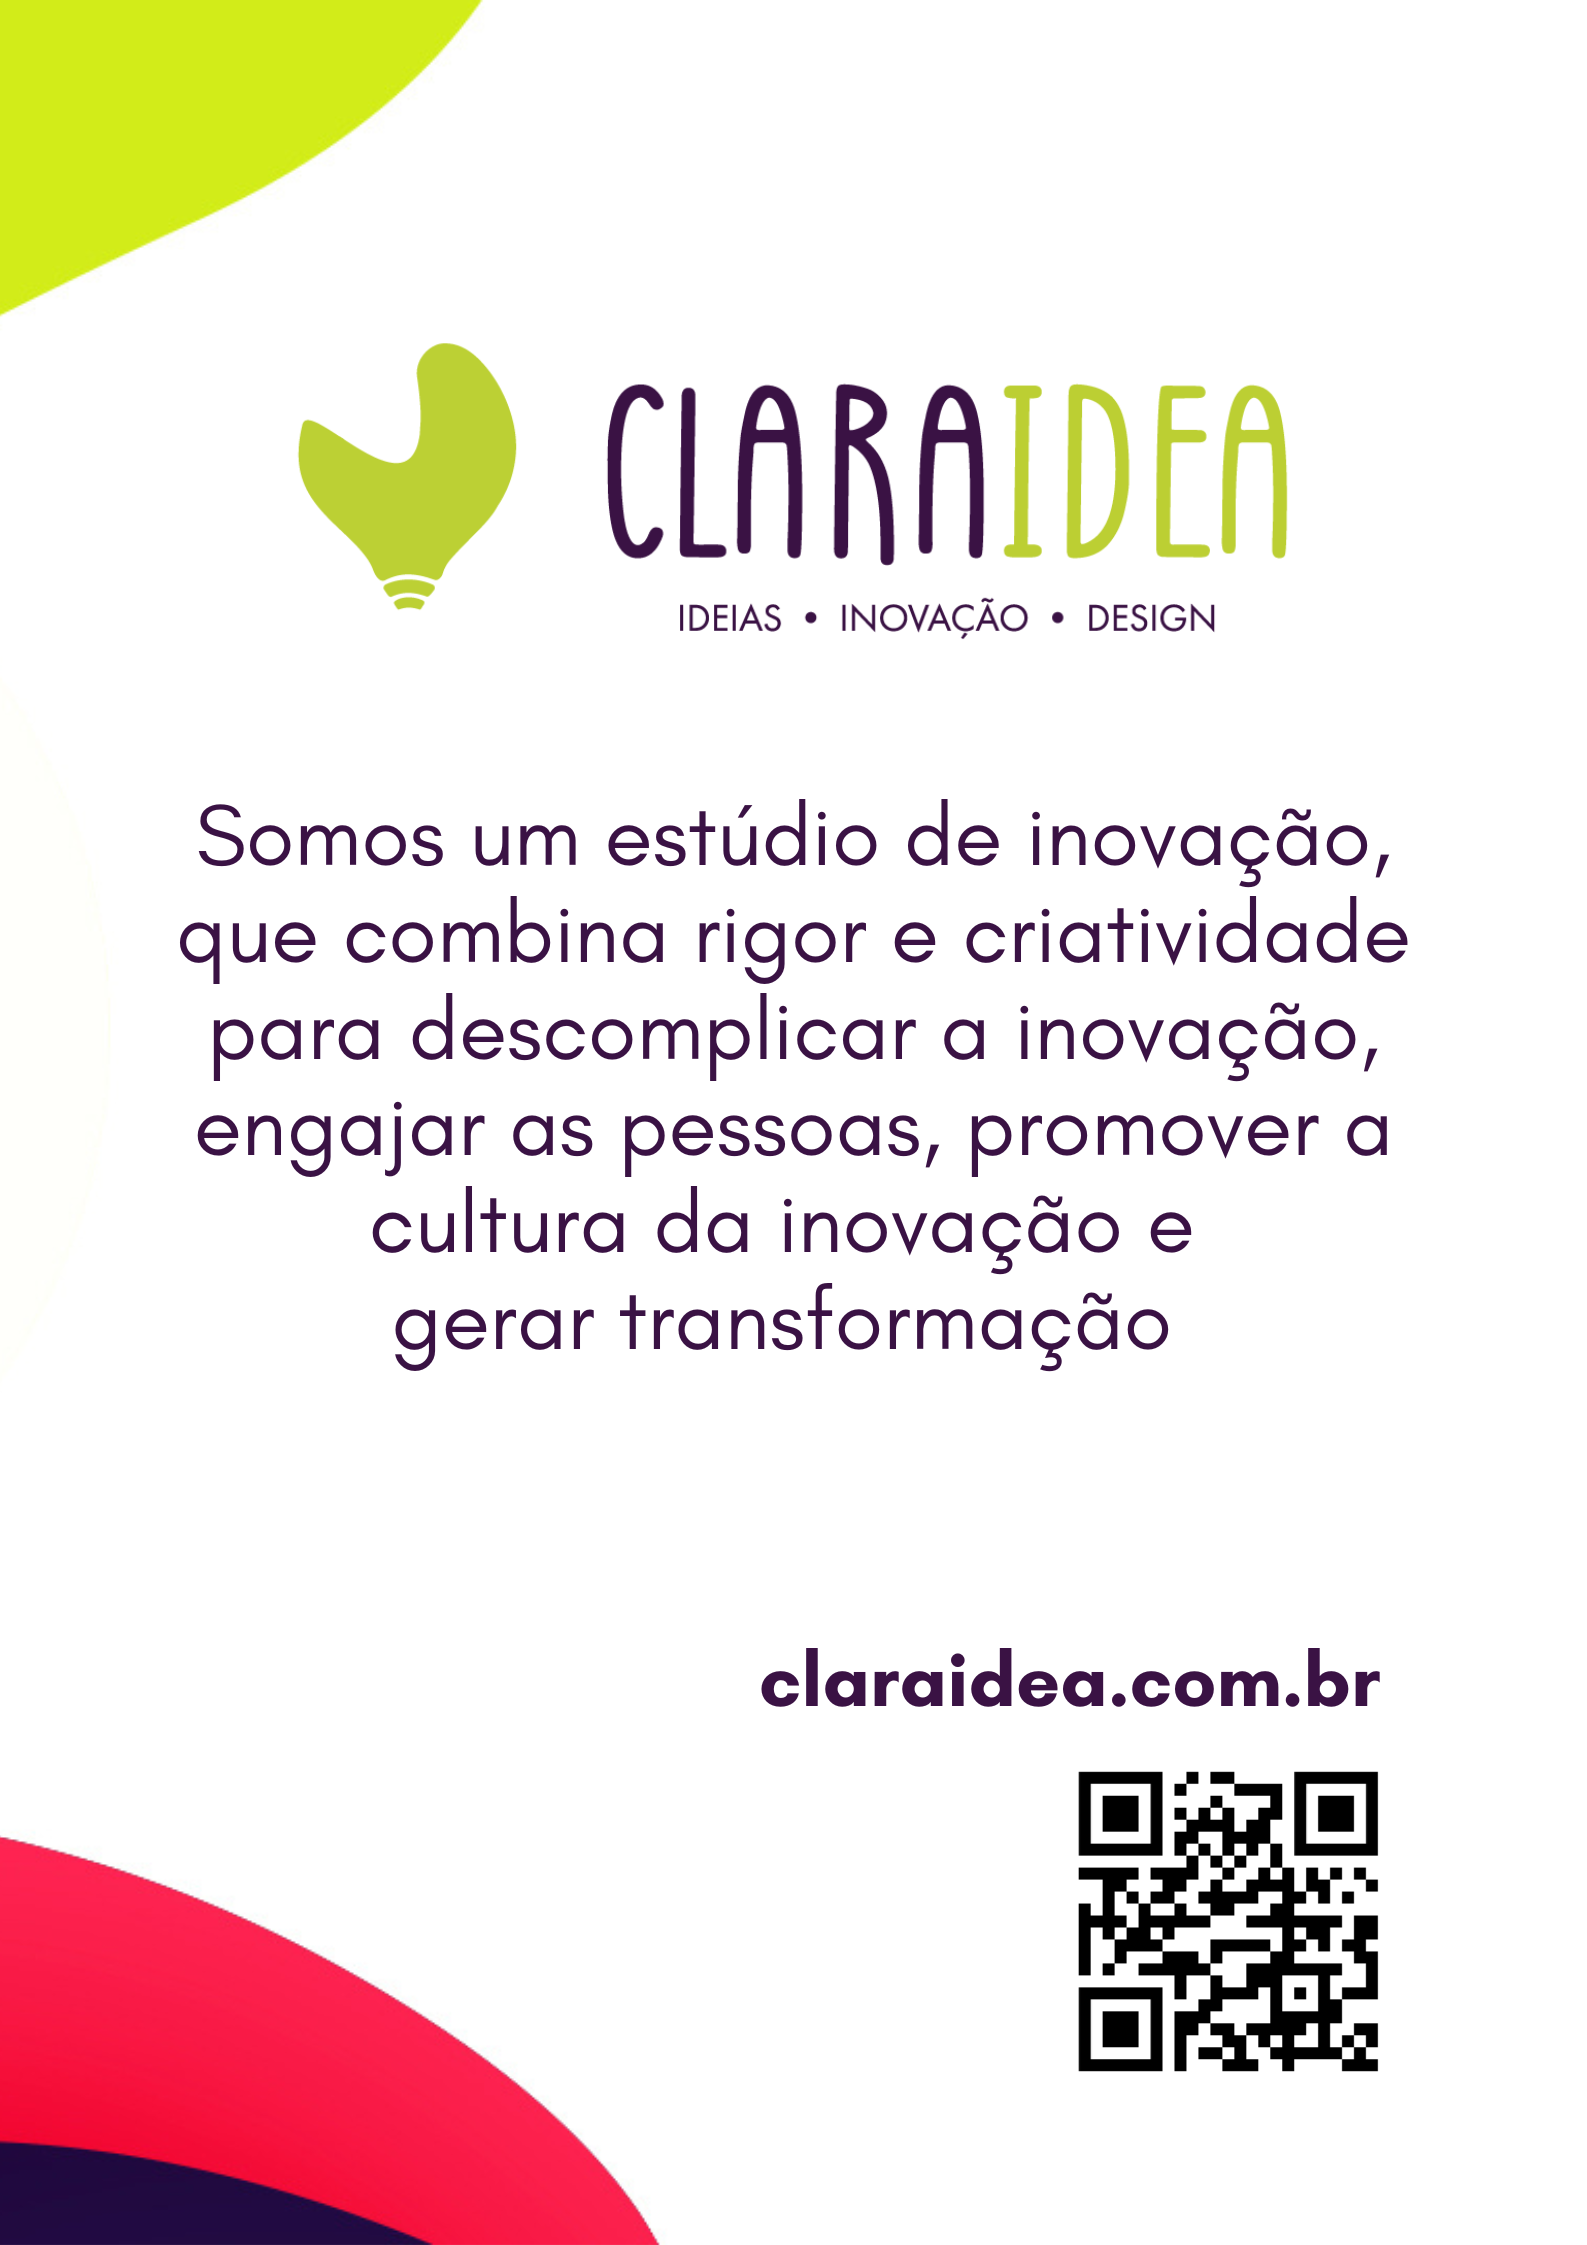 CLARAIDEA
IDEIAS • INOVAÇÃO • DESIGN
Somos um estúdio de inovação,
que combina rigor e criatividade
para descomplicar a inovação,
engajar as pessoas, promover a
cultura da inovação e
gerar transformação
claraidea.com.br